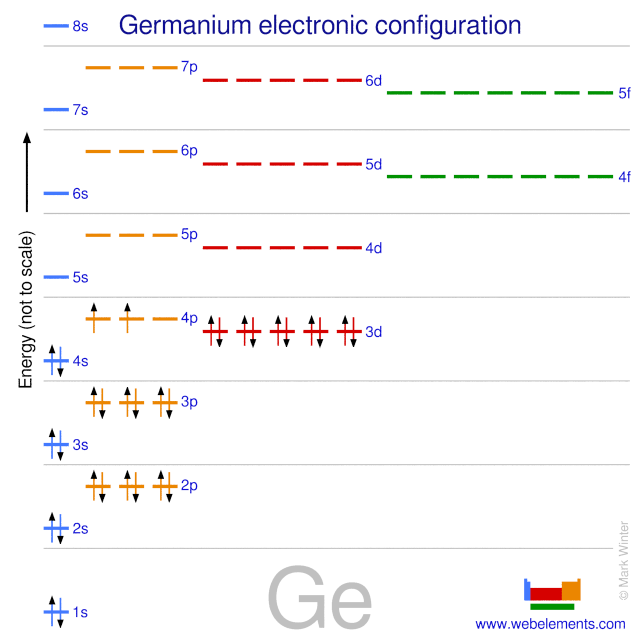 Germanium electronic configuration
8s
7p
6d
5f
7s
6p
5d
4f
6s
5p
4d
5s
4p
3d
4s
3p
3s
2p
2s
1s
Energy (not to scale)
Ge
© Mark Winter
www.webelements.com